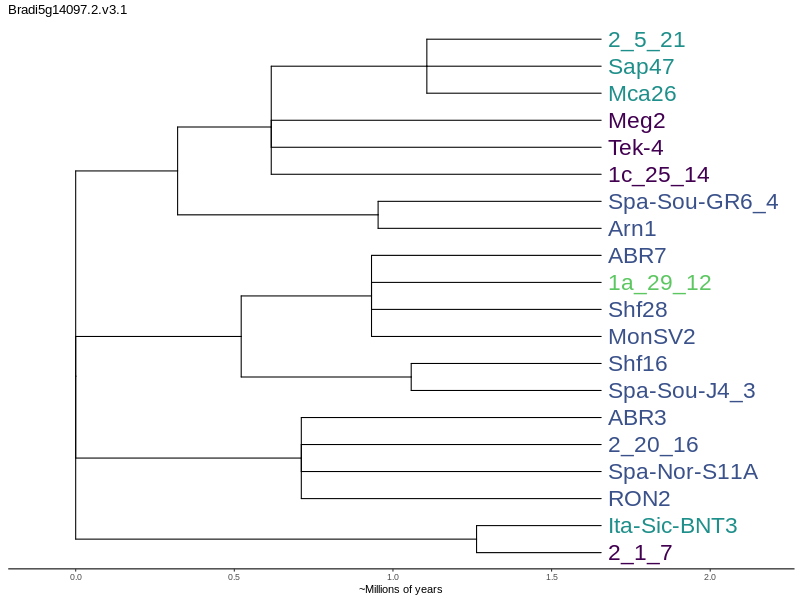 Bradi5g14097.2.v3.1
2_5_21
Sap47
Mca26
Meg2
Tek-4
1c_25_14
Spa-Sou-GR6_4
Arn1
ABR7
1a_29_12
Shf28
MonSV2
Shf16
Spa-Sou-J4_3
ABR3
2_20_16
Spa-Nor-S11A
RON2
Ita-Sic-BNT3
2_1_7
0.0 0.5 1.0 1.5 2.0
~Millions of years